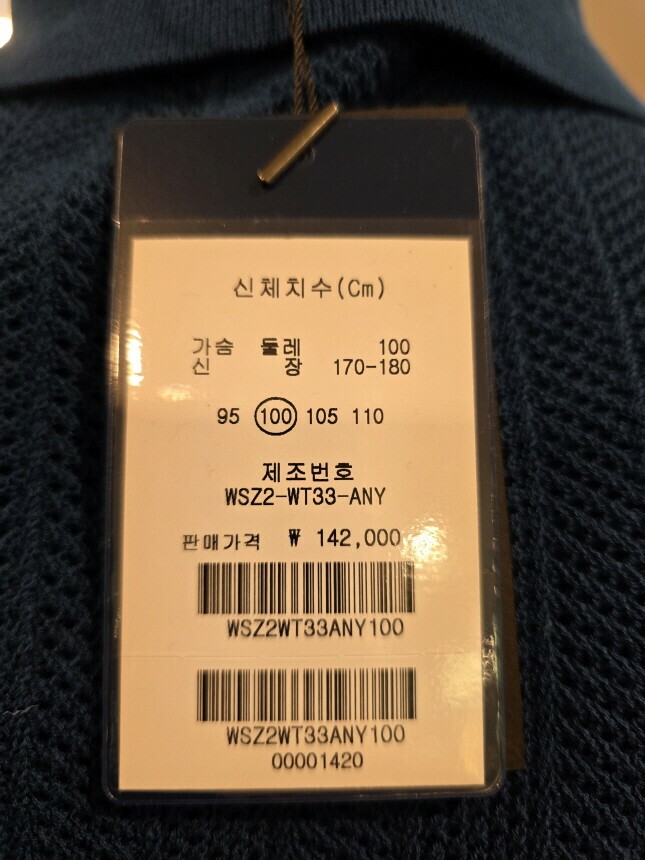 신체치수(Cm)
가슴 둘레 100
신 장 170-180
95 100 105 110
제조번호
WSZ2-WT33-ANY
판매가격 ₩ 142,000
WSZ2WT33ANY100
WSZ2WT33ANY100
00001420